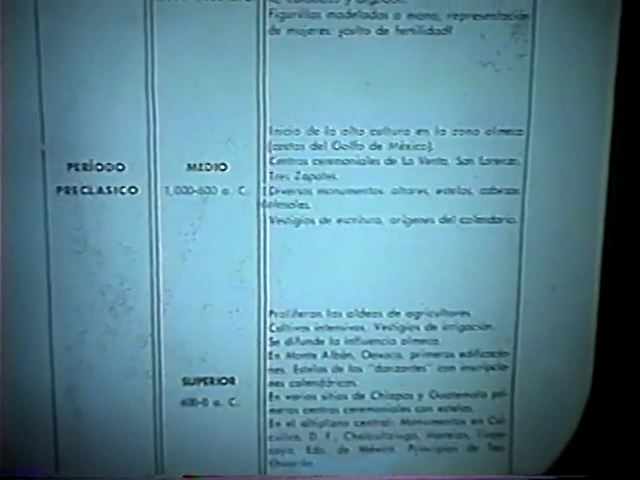 Figurillas modeladas a mano, representación
de mujeres ¿culto de fertilidad?
PERÍODO
PRECLASICO
MEDIO
1,000-600 a. C.
Inicio de la alta cultura en la zona olmeca
(costas del Golfo de México).
Centros ceremoniales de La Venta, San Lorenzo,
Tres Zapotes.
Diversos monumentos, altares, estelas, cabezas
colosales.
Vestigios de escritura, orígenes del calendario.
SUPERIOR
600-0 a. C.
Proliferan las aldeas de agricultores.
Cultivos intensivos. Vestigios de irrigación.
Se difunde la influencia olmeca.
En Monte Albán, Oaxaca, primeras edificacio-
nes. Estelas de los "danzantes" con inscripcio-
nes calendáricas.
En varios sitios de Chiapas y Guatemala pri-
meros centros ceremoniales con estelas.
En el altiplano central: Monumentos en Cui-
cuilco, D. F., Chalcatzingo, Morelos,
Edo. de México. Principios de Teo-